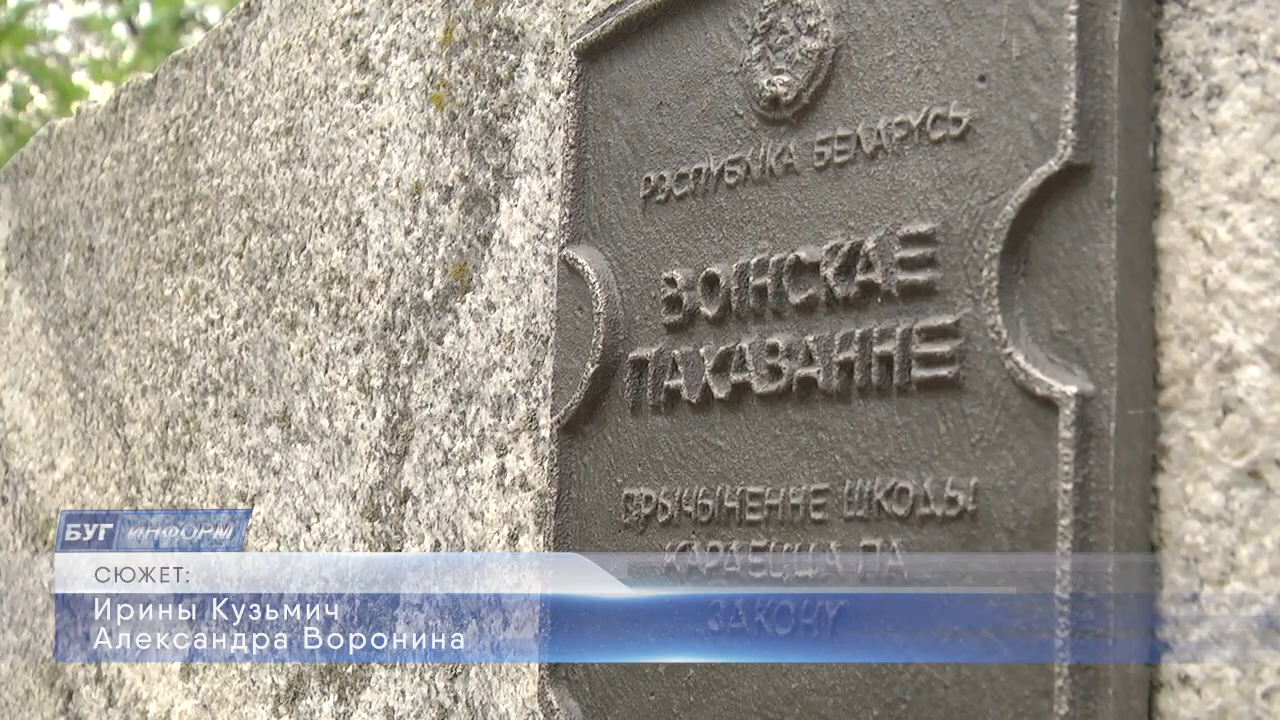 РЭСПУБЛІКА БЕЛАРУСЬ
ВОІНСКАЕ
ПАХАВАННЕ
ПРЫЧЫНЕННЕ ШКОДЫ
КАРАЕЦЦА ПА
ЗАКОНУ
БУГ ИНФОРМ
СЮЖЕТ:
Ирины Кузьмич
Александра Воронина